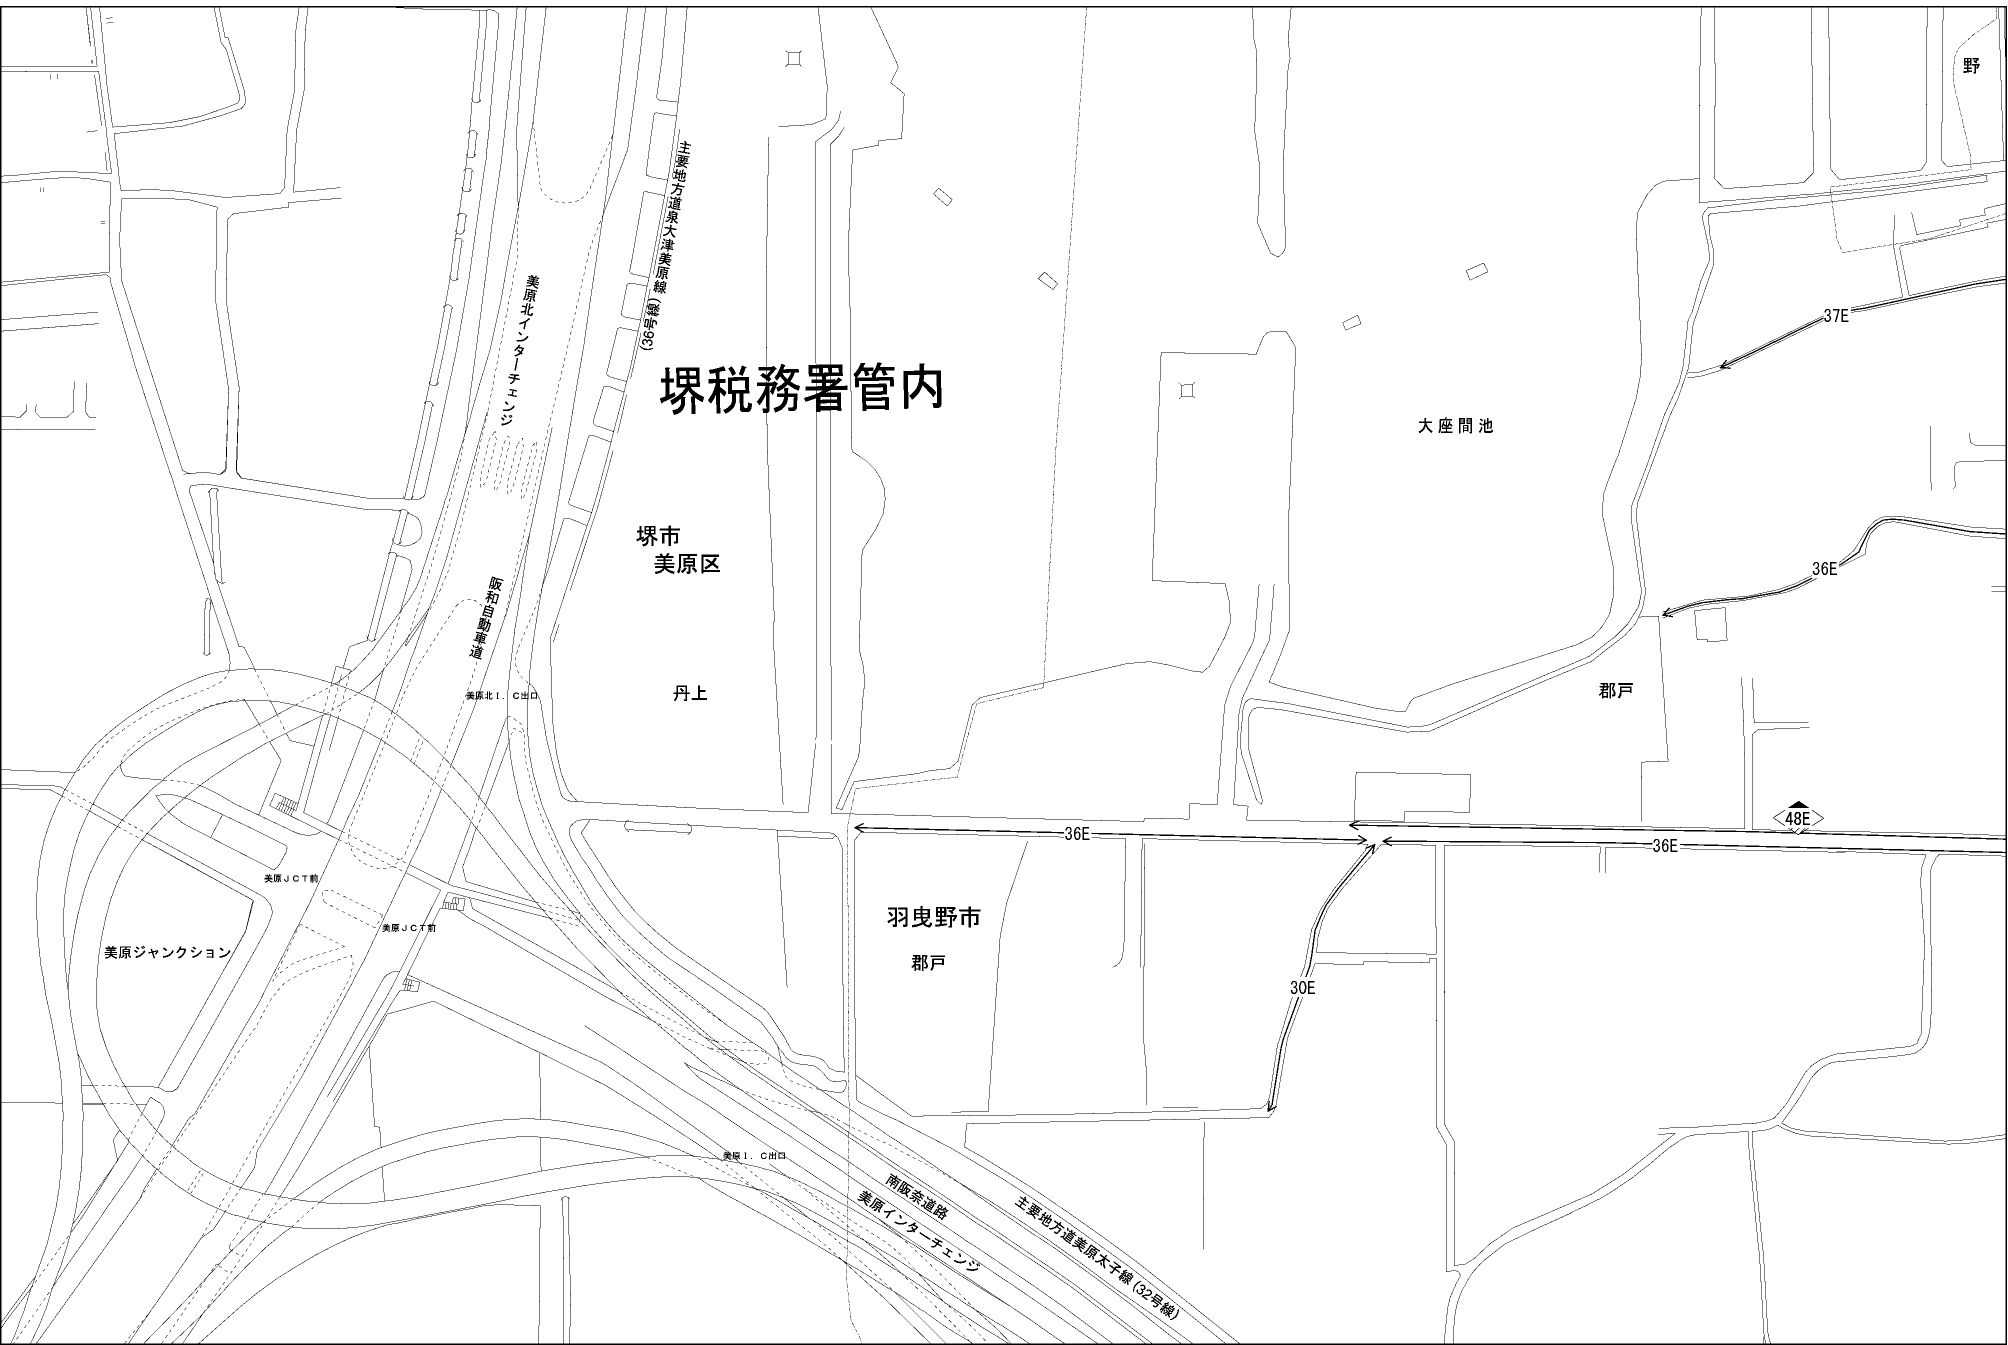 野
主要地方道泉大津美原線
(36号線)
美原北インターチェンジ
37E
堺税務署管内
大座間池
堺市
美原区
36E
阪和自動車道
美原北I．C出口
丹上
郡戸
48E
36E
36E
美原JCT前
美原JCT前
羽曳野市
美原ジャンクション
郡戸
30E
美原I．C出口
南阪奈道路
美原インターチェンジ
主要地方道美原太子線(32号線)